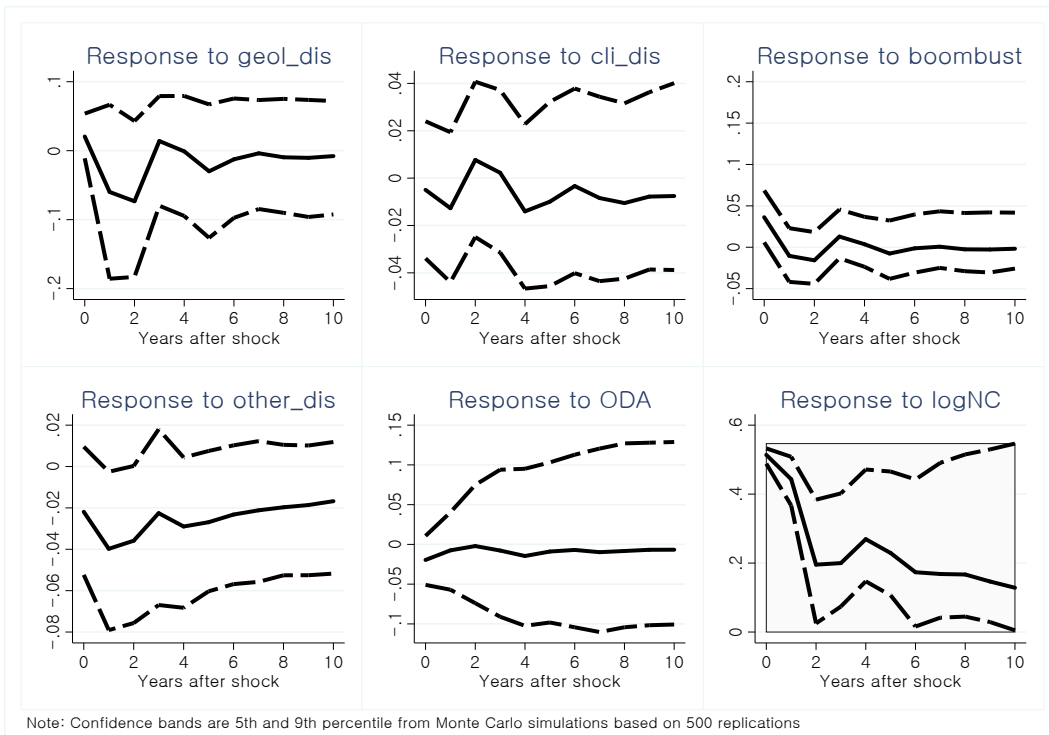 Response to geol_dis
.1
0
-.1
-.2
0 2 4 6 8 10
Years after shock
Response to cli_dis
.04
.02
0
-.02
-.04
0 2 4 6 8 10
Years after shock
Response to boombust
.2
.15
.1
.05
0
-.05
0 2 4 6 8 10
Years after shock
Response to other_dis
.02
0
-.02
-.04
-.06
-.08
0 2 4 6 8 10
Years after shock
Response to ODA
.15
.1
.05
0
-.05
-.1
0 2 4 6 8 10
Years after shock
Response to logNC
.6
.4
.2
0
0 2 4 6 8 10
Years after shock
Note: Confidence bands are 5th and 9th percentile from Monte Carlo simulations based on 500 replications